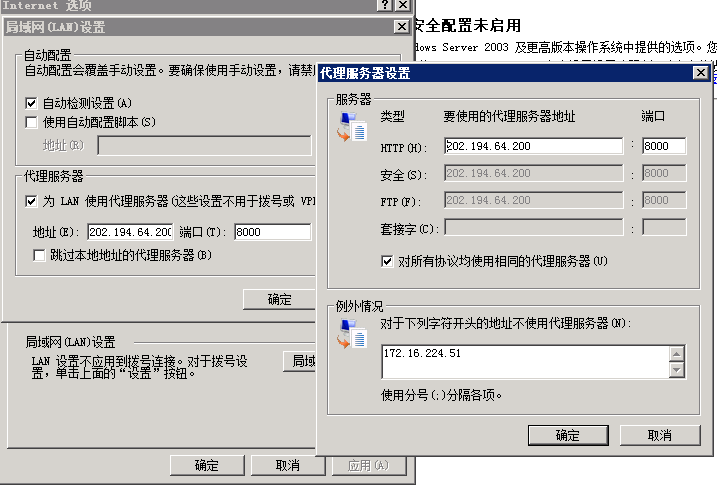 Internet 选项
局域网(LAN)设置
自动配置
自动配置会覆盖手动设置。要确保使用手动设置，请禁
自动检测设置(A)
使用自动配置脚本(S)
地址(R)
代理服务器
为 LAN 使用代理服务器(这些设置不用于拨号或 VP
地址(E): 202.194.64.200 端口(T): 8000
跳过本地地址的代理服务器(B)
确定
局域网(LAN)设置
LAN 设置不应用到拨号连接。对于拨号设
置，单击上面的“设置”按钮。
局域
确定 取消 应用(A)
安全配置未启用
dows Server 2003 及更高版本操作系统中提供的选项。您
代理服务器设置
服务器
类型 要使用的代理服务器地址 端口
HTTP(H): 202.194.64.200 : 8000
安全(S): 202.194.64.200 : 8000
FTP(F): 202.194.64.200 : 8000
套接字(C): :
对所有协议均使用相同的代理服务器(U)
例外情况
对于下列字符开头的地址不使用代理服务器(N):
172.16.224.51
使用分号(;)分隔各项。
确定 取消